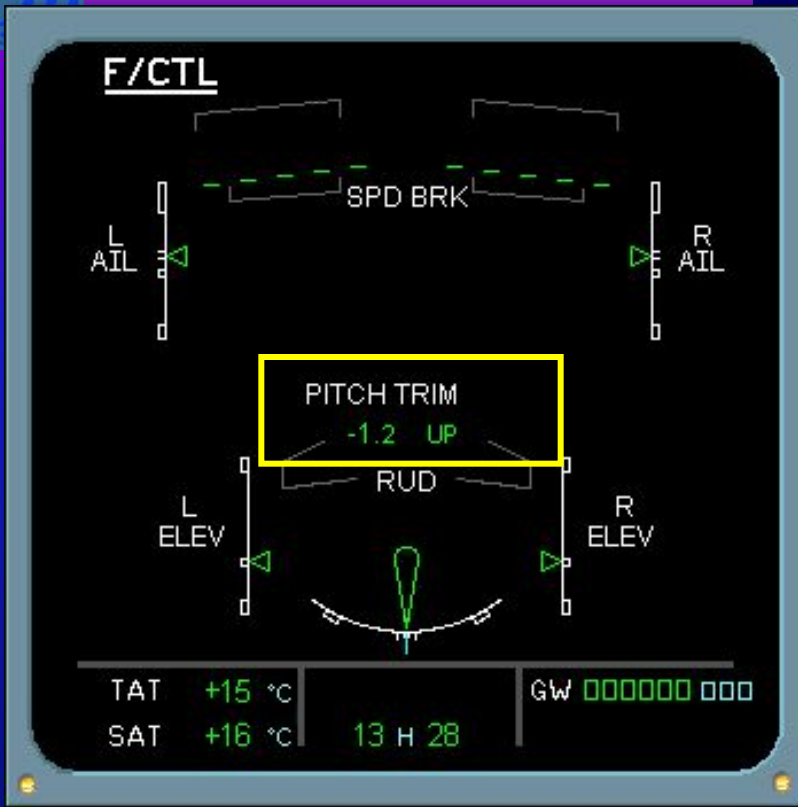 F/CTL
SPD BRK
L
AIL
R
AIL
PITCH TRIM
-1.2 UP
RUD
L
ELEV
R
ELEV
TAT +15 °C
GW
SAT +16 °C
13 H 28